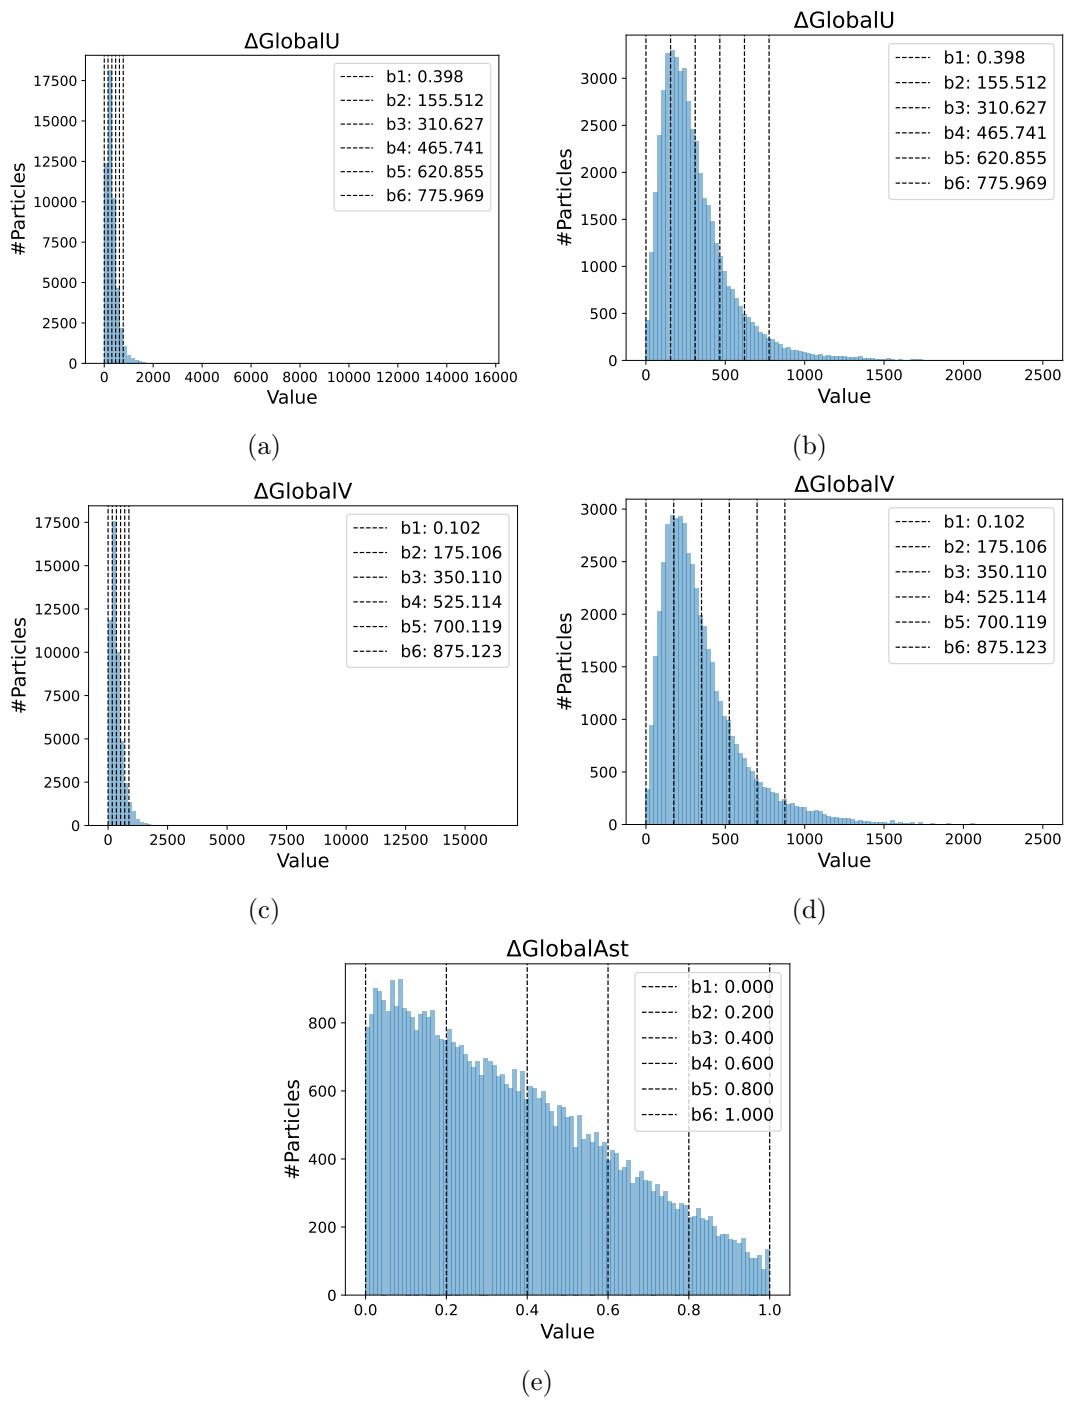 ΔGlobalU
#Particles
17500
15000
12500
10000
7500
5000
2500
0
b1: 0.398
b2: 155.512
b3: 310.627
b4: 465.741
b5: 620.855
b6: 775.969
0 2000 4000 6000 8000 10000 12000 14000 16000
Value
(a)
ΔGlobalU
#Particles
3000
2500
2000
1500
1000
500
0
b1: 0.398
b2: 155.512
b3: 310.627
b4: 465.741
b5: 620.855
b6: 775.969
0 500 1000 1500 2000 2500
Value
(b)
ΔGlobalV
#Particles
17500
15000
12500
10000
7500
5000
2500
0
b1: 0.102
b2: 175.106
b3: 350.110
b4: 525.114
b5: 700.119
b6: 875.123
0 2500 5000 7500 10000 12500 15000
Value
(c)
ΔGlobalV
#Particles
3000
2500
2000
1500
1000
500
0
b1: 0.102
b2: 175.106
b3: 350.110
b4: 525.114
b5: 700.119
b6: 875.123
0 500 1000 1500 2000 2500
Value
(d)
ΔGlobalAst
#Particles
800
600
400
200
0
b1: 0.000
b2: 0.200
b3: 0.400
b4: 0.600
b5: 0.800
b6: 1.000
0.0 0.2 0.4 0.6 0.8 1.0
Value
(e)